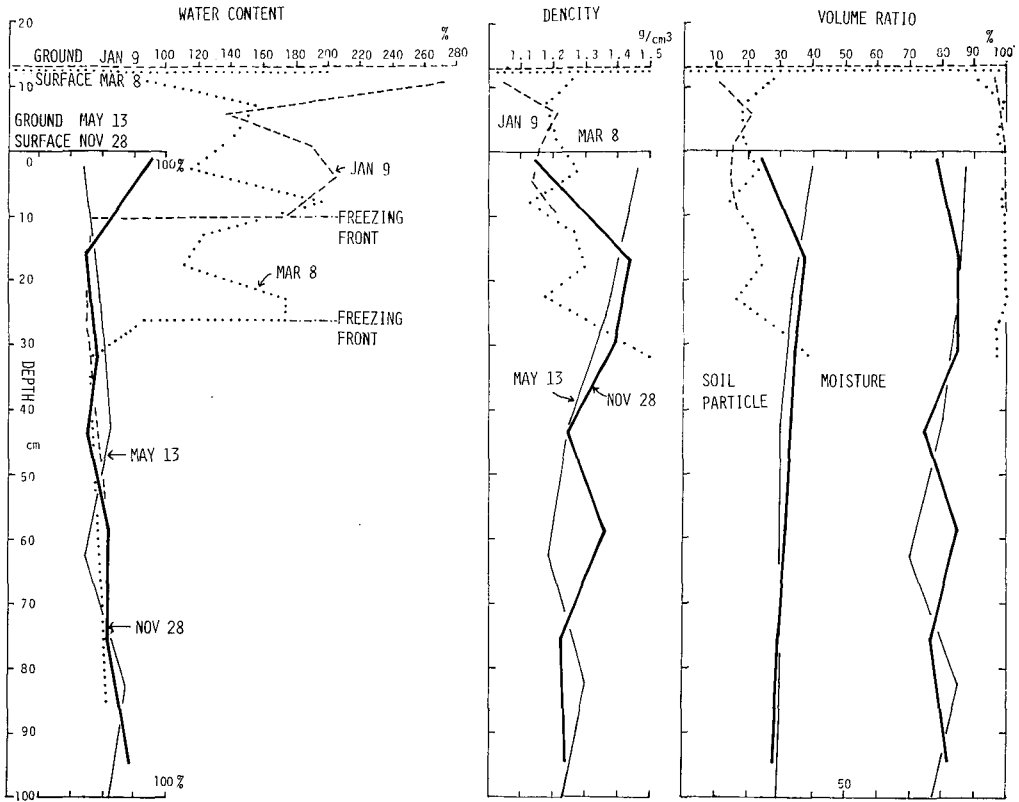 WATER CONTENT
DENCITY
VOLUME RATIO
20
%
g/cm3
%
100 120 140 160 180 200 220 240 260 280
1.1 1.2 1.3 1.4 1.5
10 20 30 40 50 60 70 80 90 100
GROUND JAN 9
SURFACE MAR 8
10
GROUND MAY 13
SURFACE NOV 28
JAN 9
MAR 8
0
100%
JAN 9
10
FREEZING
FRONT
20
MAR 8
FREEZING
FRONT
30
DEPTH
cm
40
MAY 13
NOV 28
SOIL
PARTICLE
MOISTURE
MAY 13
50
60
70
NOV 28
80
90
100%
50
100